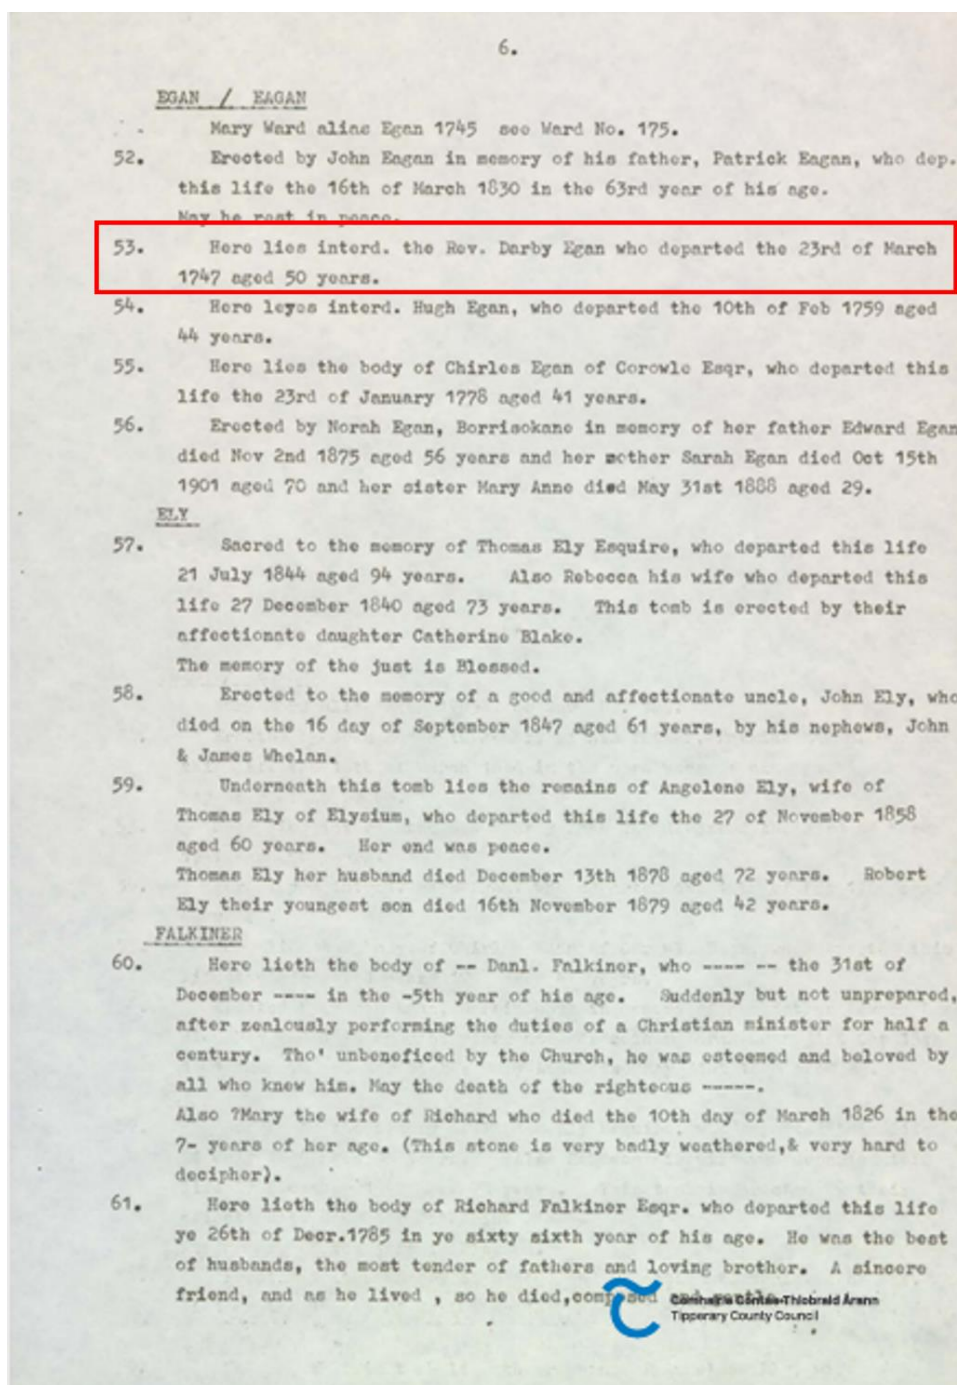 6.
EGAN / EAGAN
Mary Ward alias Egan 1745 see Ward No. 175.
52. Erected by John Eagan in memory of his father, Patrick Eagan, who dep.
this life the 16th of March 1830 in the 63rd year of his age.
May he rest in peace.
53. Here lies interd. the Rev. Darby Egan who departed the 23rd of March
1747 aged 50 years.
54. Here leyes interd. Hugh Egan, who departed the 10th of Feb 1759 aged
44 years.
55. Here lies the body of Chirles Egan of Corowle Esqr, who departed this
life the 23rd of January 1778 aged 41 years.
56. Erected by Norah Egan, Borrisokane in memory of her father Edward Egan
died Nov 2nd 1875 aged 56 years and her mother Sarah Egan died Oct 15th
1901 aged 70 and her sister Mary Anne died May 31st 1888 aged 29.
ELY
57. Sacred to the memory of Thomas Ely Esquire, who departed this life
21 July 1844 aged 94 years. Also Rebecca his wife who departed this
life 27 December 1840 aged 73 years. This tomb is erected by their
affectionate daughter Catherine Blake.
The memory of the just is Blessed.
58. Erected to the memory of a good and affectionate uncle, John Ely, who
died on the 16 day of September 1847 aged 61 years, by his nephews, John
& James Whelan.
59. Underneath this tomb lies the remains of Angelene Ely, wife of
Thomas Ely of Elysium, who departed this life the 27 of November 1858
aged 60 years. Her end was peace.
Thomas Ely her husband died December 13th 1878 aged 72 years. Robert
Ely their youngest son died 16th November 1879 aged 42 years.
FALKINER
60. Here lieth the body of -- Danl. Falkiner, who ---- -- the 31st of
December ---- in the -5th year of his age. Suddenly but not unprepared,
after zealously performing the duties of a Christian minister for half a
century. Tho' unbeneficed by the Church, he was esteemed and beloved by
all who knew him. May the death of the righteous -----.
Also ?Mary the wife of Richard who died the 10th day of March 1826 in the
7- years of her age. (This stone is very badly weathered,& very hard to
decipher).
61. Here lieth the body of Richard Falkiner Esqr. who departed this life
ye 26th of Decr.1785 in ye sixty sixth year of his age. He was the best
of husbands, the most tender of fathers and loving brother. A sincere
friend, and as he lived , so he died,composed and
Comhairle Contae Thiobraid Árann
Tipperary County Council